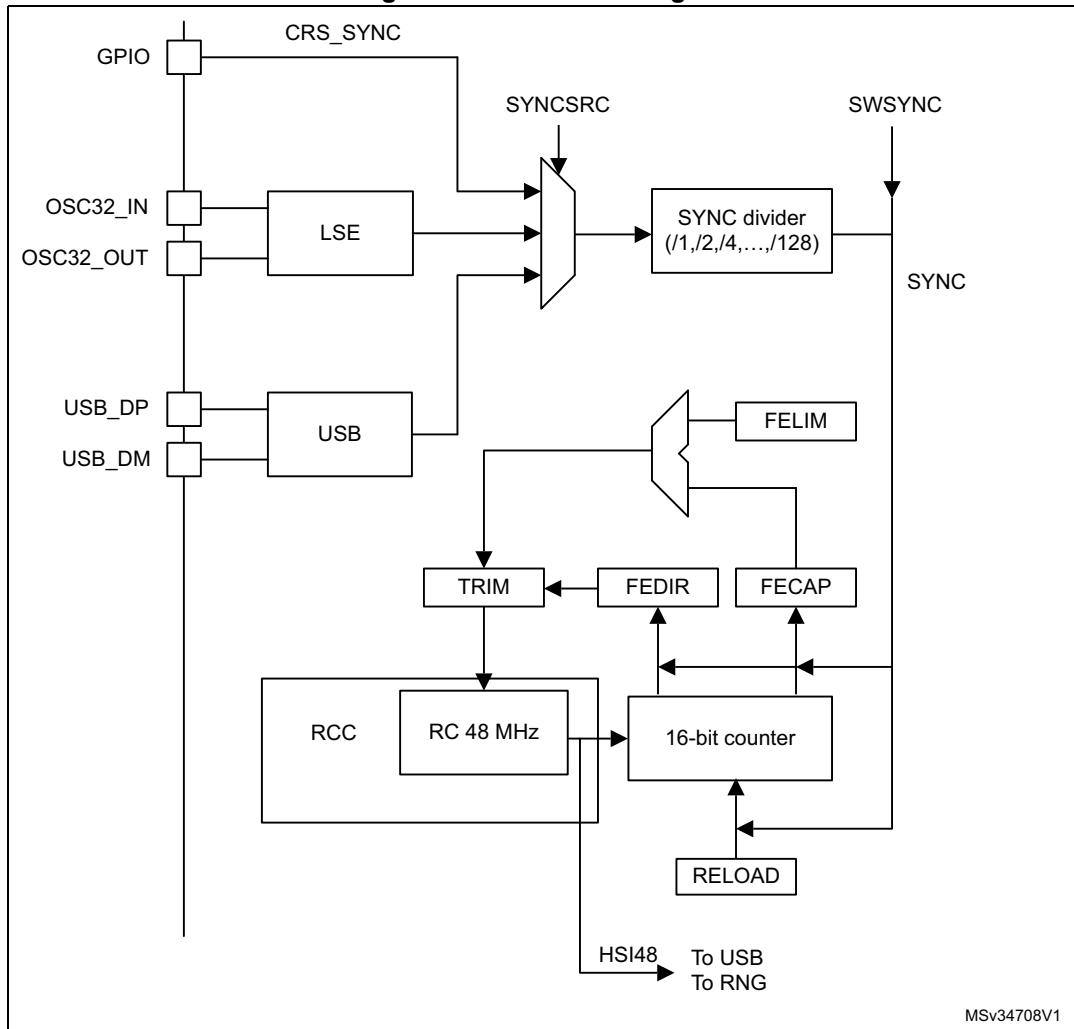 CRS_SYNC
GPIO
SYNCSRC
SWSYNC
OSC32_IN
OSC32_OUT
LSE
SYNC divider
(/1,/2,/4,…,/128)
SYNC
USB_DP
USB_DM
USB
FELIM
TRIM
FEDIR
FECAP
RCC
RC 48 MHz
16-bit counter
RELOAD
HSI48
To USB
To RNG
MSv34708V1